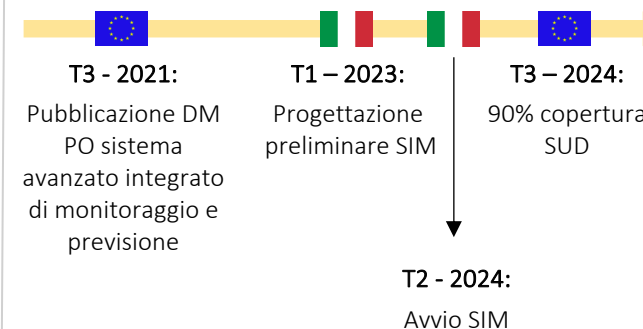 T3 - 2021:
Pubblicazione DM
PO sistema
avanzato integrato
di monitoraggio e
previsione
T1 – 2023:
Progettazione
preliminare SIM
T3 – 2024:
90% copertura
SUD
T2 - 2024:
Avvio SIM